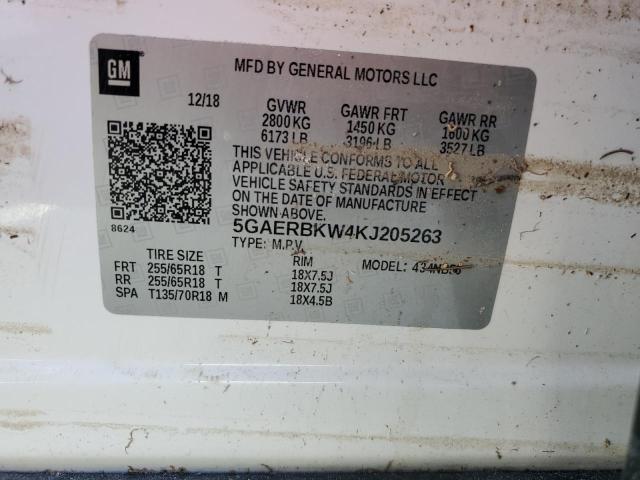 GM
MFD BY GENERAL MOTORS LLC
12/18
GVWR GAWR FRT GAWR RR
2800 KG 1450 KG 1600 KG
6173 LB 3196 LB 3527 LB
THIS VEHICLE CONFORMS TO ALL
APPLICABLE U.S. FEDERAL MOTOR
VEHICLE SAFETY STANDARDS IN EFFECT
ON THE DATE OF MANUFACTURE
SHOWN ABOVE.
8624
5GAERBKW4KJ205263
TYPE: M.P.V.
MODEL:
TIRE SIZE RIM
FRT 255/65R18 T 18X7.5J
RR 255/65R18 T 18X7.5J
SPA T135/70R18 M 18X4.5B